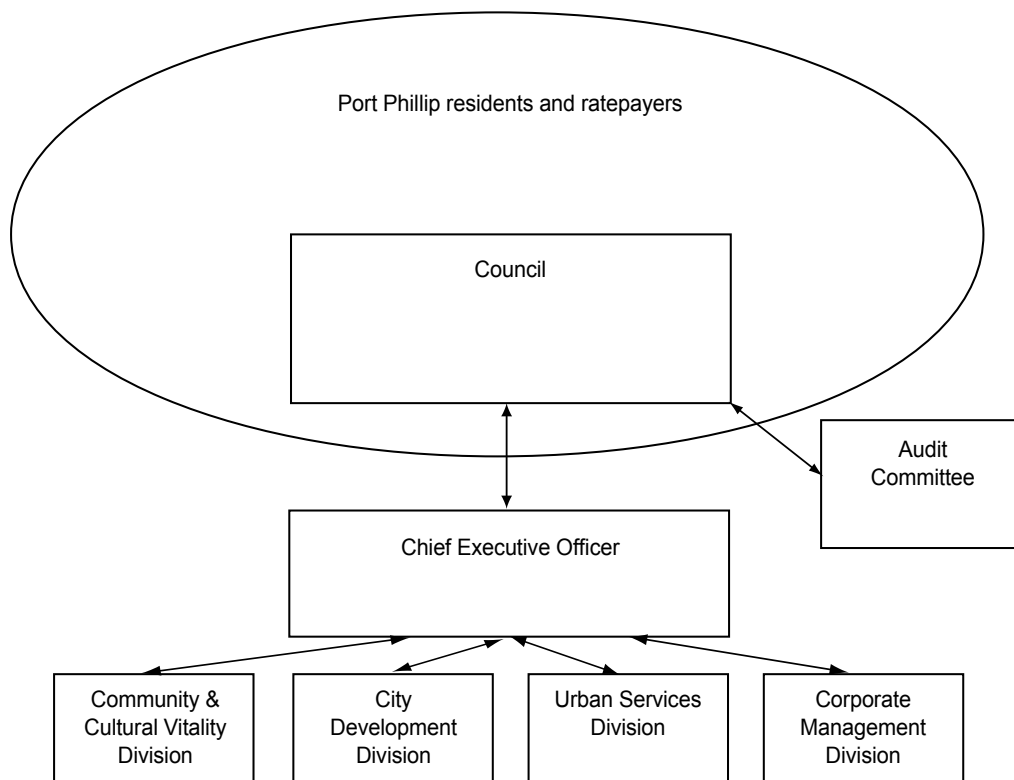 Port Phillip residents and ratepayers
Council
Audit
Committee
Chief Executive Officer
Community &
Cultural Vitality
Division
City
Development
Division
Urban Services
Division
Corporate
Management
Division